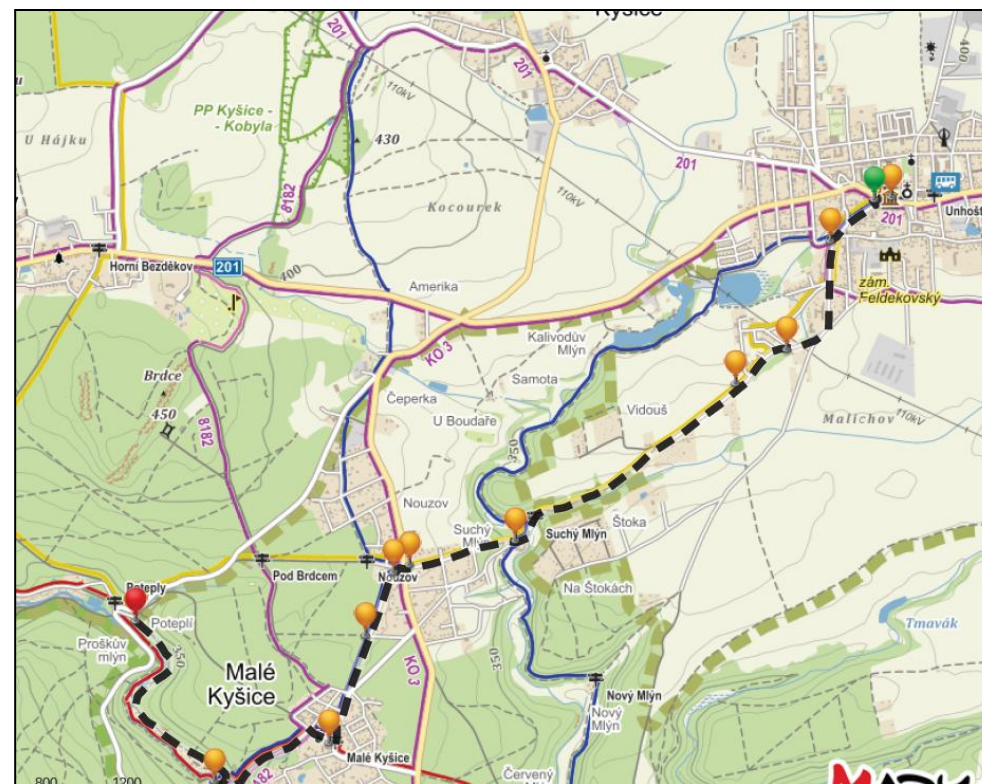 Kyšice
201
201
PP Kyšice -
- Kobyla
110kV
400
U Hájku
430
8182
Kocourek
110kV
201
201
Unhošť
Horní Bezděkov
201
400
Amerika
zám.
Feldekovský
KO 3
Kalivodův
Mlýn
Brdce
450
Čeperka
Samota
U Boudaře
Vidouš
Malíchov
110kV
8182
350
Nouzov
Suchý
Mlýn
Suchý Mlýn
Štoka
Pod Brdcem
Nouzov
Na Štokách
Poteply
Poteplí
Proškův
mlýn
350
Tmavák
Malé
Kyšice
KO 3
350
Nový Mlýn
Nový
Mlýn
Malé Kyšice
Červený
Mlýn
8182
800
1200